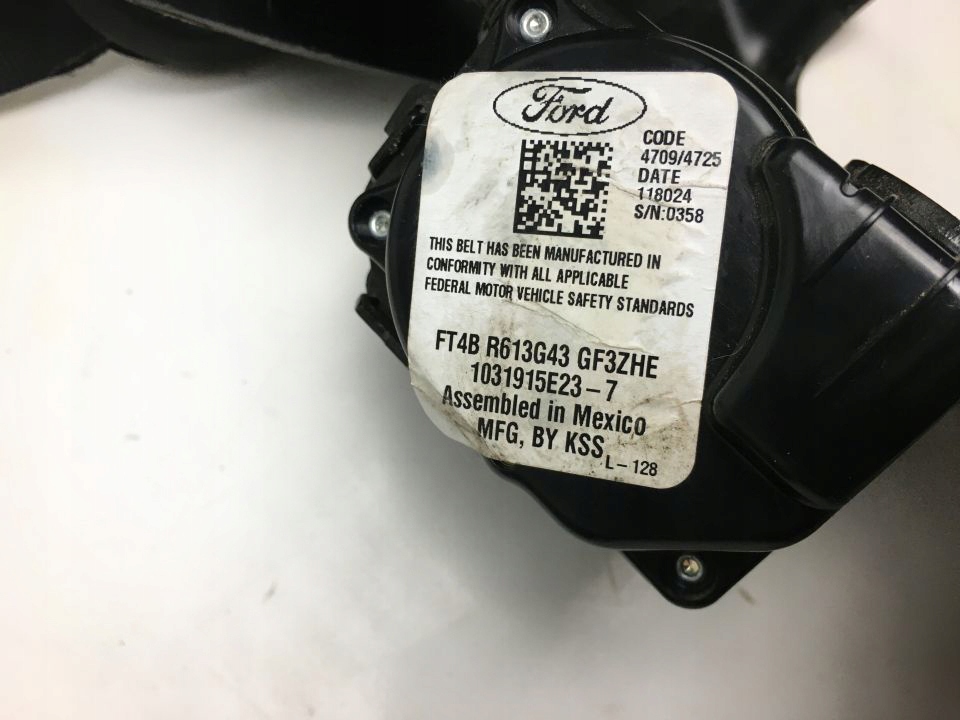 Ford
CODE
4709/4725
DATE
118024
S/N:0358
THIS BELT HAS BEEN MANUFACTURED IN
CONFORMITY WITH ALL APPLICABLE
FEDERAL MOTOR VEHICLE SAFETY STANDARDS
FT4B R613G43 GF3ZHE
1031915E23-7
Assembled in Mexico
MFG, BY KSS
L-128